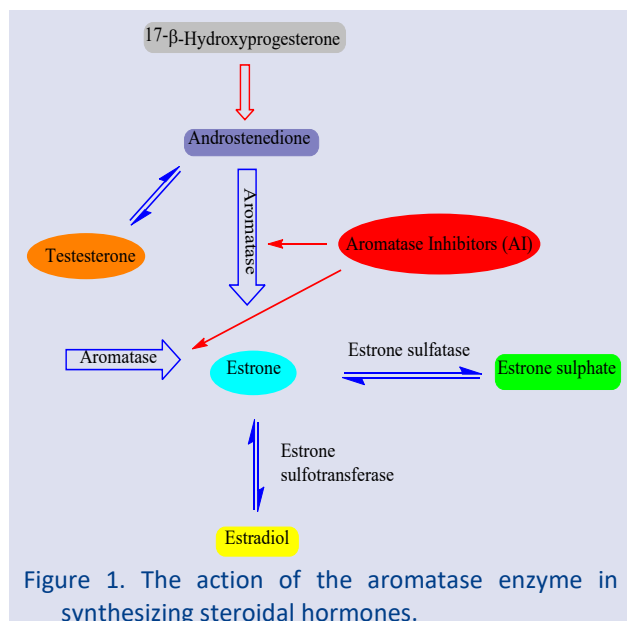 17-β-Hydroxyprogesterone
Androstenedione
Aromatase
Testesterone
Aromatase Inhibitors (AI)
Aromatase
Estrone
Estrone sulfatase
Estrone sulphate
Estrone
sulfotransferase
Estradiol
Figure 1. The action of the aromatase enzyme in
synthesizing steroidal hormones.